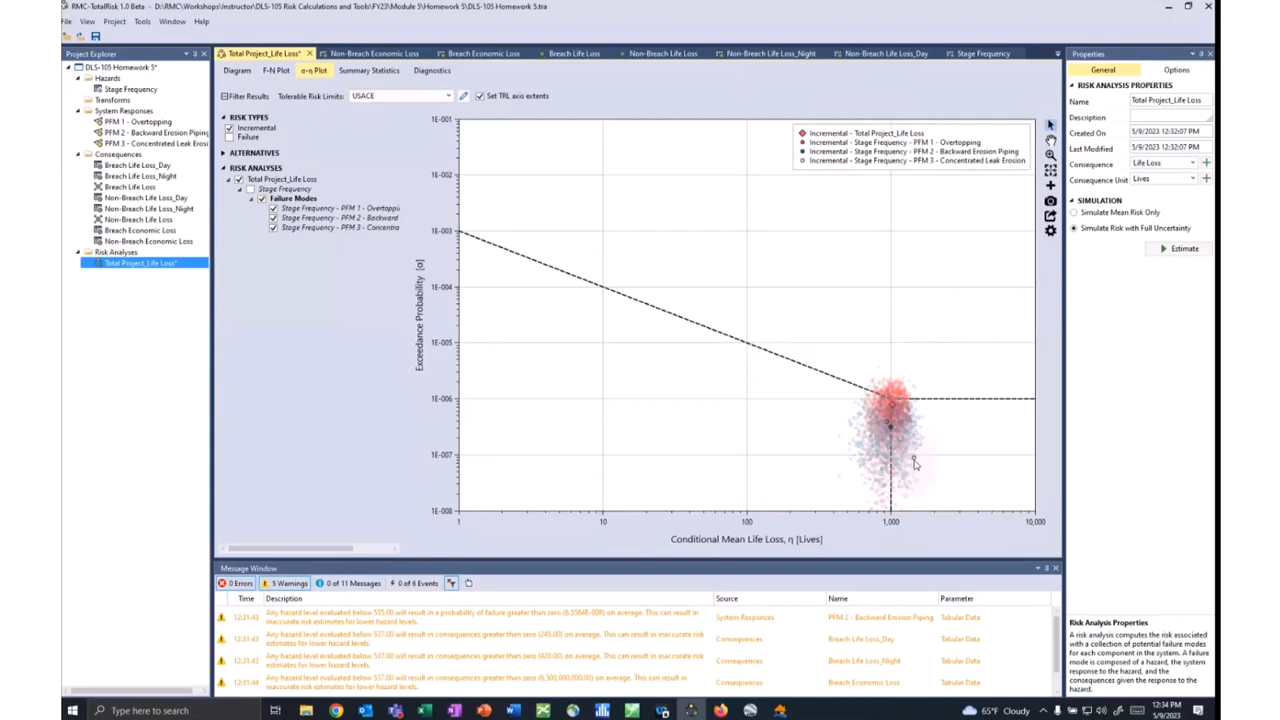 RMC-TotalRisk 1.0 Beta - D:\RMC\Workshops\Instructor\DLS-105 Risk Calculations and Tools\FY23\Module 5\Homework 5\DLS-105 Homework 5.tra
File View Project Tools Window Help
Project Explorer
DLS-105 Homework 5*
Hazards
Stage Frequency
Transforms
System Responses
PFM 1 - Overtopping
PFM 2 - Backward Erosion Piping
PFM 3 - Concentrated Leak Erosi
Consequences
Breach Life Loss_Day
Breach Life Loss_Night
Breach Life Loss
Non-Breach Life Loss_Day
Non-Breach Life Loss_Night
Non-Breach Life Loss
Breach Economic Loss
Non-Breach Economic Loss
Risk Analyses
Total Project_Life Loss*
Total Project_Life Loss* Non-Breach Economic Loss Breach Economic Loss Breach Life Loss Non-Breach Life Loss Non-Breach Life Loss_Night Non-Breach Life Loss_Day Stage Frequency
Diagram F-N Plot α-η Plot Summary Statistics Diagnostics
Filter Results Tolerable Risk Limits: USACE Set TRL axis extents
RISK TYPES
Incremental
Failure
ALTERNATIVES
RISK ANALYSES
Total Project_Life Loss
Stage Frequency
Failure Modes
Stage Frequency - PFM 1 - Overtoppi
Stage Frequency - PFM 2 - Backward
Stage Frequency - PFM 3 - Concentra
Incremental - Total Project_Life Loss
Incremental - Stage Frequency - PFM 1 - Overtopping
Incremental - Stage Frequency - PFM 2 - Backward Erosion Piping
Incremental - Stage Frequency - PFM 3 - Concentrated Leak Erosion
Exceedance Probability [α]
1E-001
1E-002
1E-003
1E-004
1E-005
1E-006
1E-007
1E-008
1 10 100 1,000 10,000
Conditional Mean Life Loss, η [Lives]
Properties
General Options
RISK ANALYSIS PROPERTIES
Name Total Project_Life Loss
Description
Created On 5/9/2023 12:32:07 PM
Last Modified 5/9/2023 12:32:07 PM
Consequence Life Loss
Consequence Unit Lives
SIMULATION
Simulate Mean Risk Only
Simulate Risk with Full Uncertainty
Estimate
Message Window
0 Errors 5 Warnings 0 of 11 Messages 0 of 6 Events
Time Description Source Name Parameter
12:31:43 Any hazard level evaluated below 535.00 will result in a probability of failure greater than zero (6.5564E-008) on average. This can result in inaccurate risk estimates for lower hazard levels. System Responses PFM 2 - Backward Erosion Piping Tabular Data
12:31:43 Any hazard level evaluated below 537.00 will result in consequences greater than zero (245.00) on average. This can result in inaccurate risk estimates for lower hazard levels. Consequences Breach Life Loss_Day Tabular Data
12:31:43 Any hazard level evaluated below 537.00 will result in consequences greater than zero (420.00) on average. This can result in inaccurate risk estimates for lower hazard levels. Consequences Breach Life Loss_Night Tabular Data
12:31:43 Any hazard level evaluated below 537.00 will result in consequences greater than zero (6,500,000,000.00) on average. This can result in inaccurate risk estimates for lower hazard levels. Consequences Breach Economic Loss Tabular Data
Risk Analysis Properties
A risk analysis computes the risk associated
with a collection of potential failure modes
for each component in the system. A failure
mode is composed of a hazard, the system
response to the hazard, and the
consequences given the response to the
hazard.
Type here to search
65°F Cloudy
12:34 PM
5/9/2023